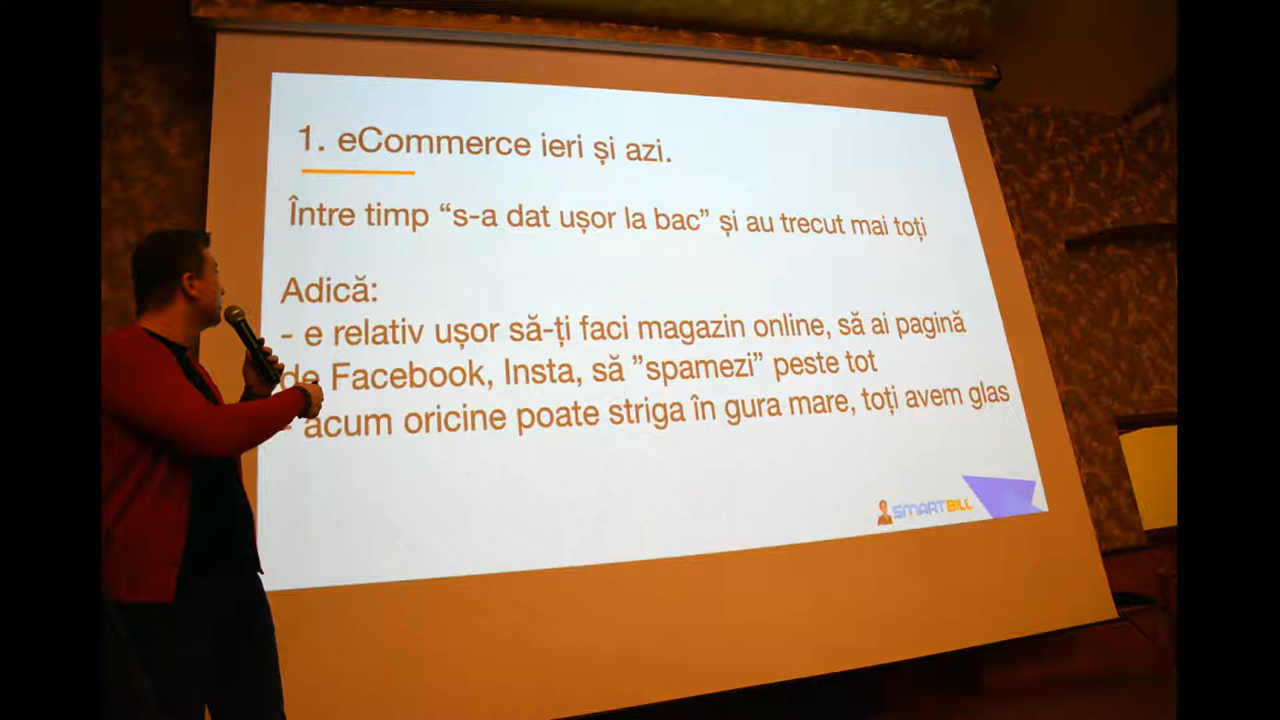 1. eCommerce ieri și azi.
Între timp “s-a dat ușor la bac” și au trecut mai toți
Adică:
- e relativ ușor să-ți faci magazin online, să ai pagină
de Facebook, Insta, să ”spamezi” peste tot
- acum oricine poate striga în gura mare, toți avem glas
SMARTBILL